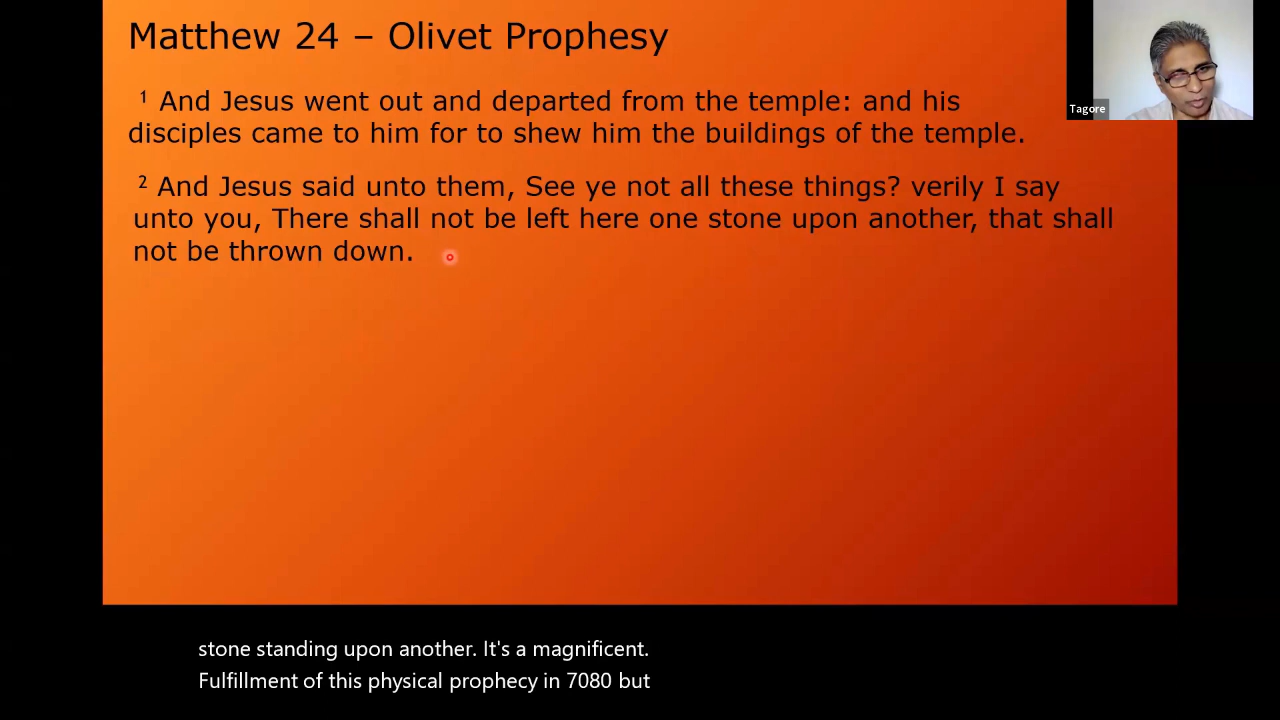 Matthew 24 – Olivet Prophesy
1 And Jesus went out and departed from the temple: and his
disciples came to him for to shew him the buildings of the temple.
2 And Jesus said unto them, See ye not all these things? verily I say
unto you, There shall not be left here one stone upon another, that shall
not be thrown down.
Tagore
stone standing upon another. It's a magnificent.
Fulfillment of this physical prophecy in 7080 but